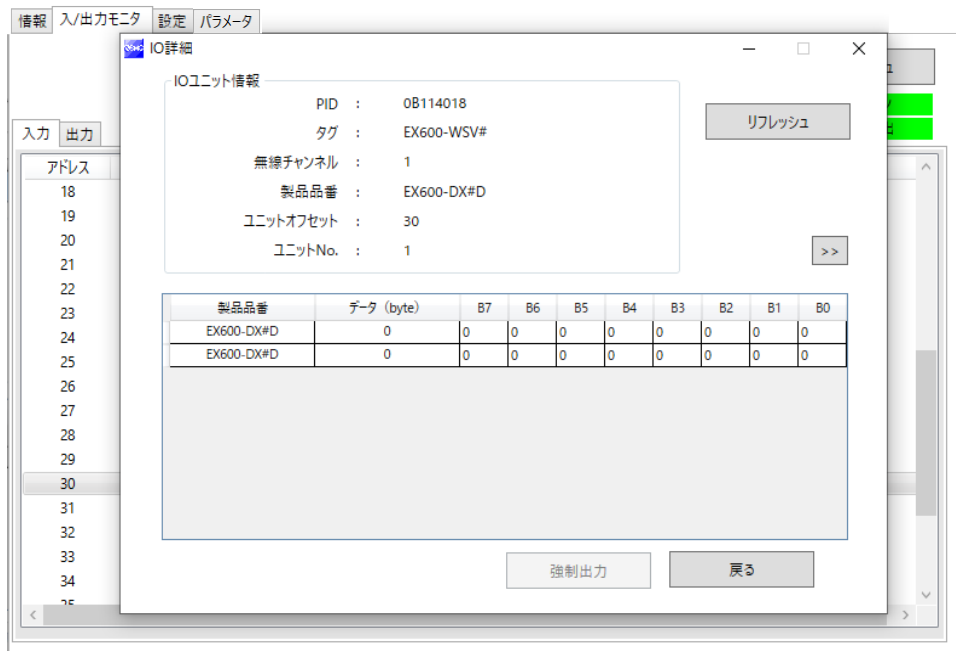 情報 入/出力モニタ 設定 パラメータ
IO詳細
IOユニット情報
PID : 0B114018
タグ : EX600-WSV#
無線チャンネル : 1
製品品番 : EX600-DX#D
ユニットオフセット : 30
ユニットNo. : 1
リフレッシュ
>>
入力 出力
アドレス
18
19
20
21
22
23
24
25
26
27
28
29
30
31
32
33
34
製品品番 データ (byte) B7 B6 B5 B4 B3 B2 B1 B0
EX600-DX#D 0 0 0 0 0 0 0 0 0
EX600-DX#D 0 0 0 0 0 0 0 0 0
強制出力 戻る